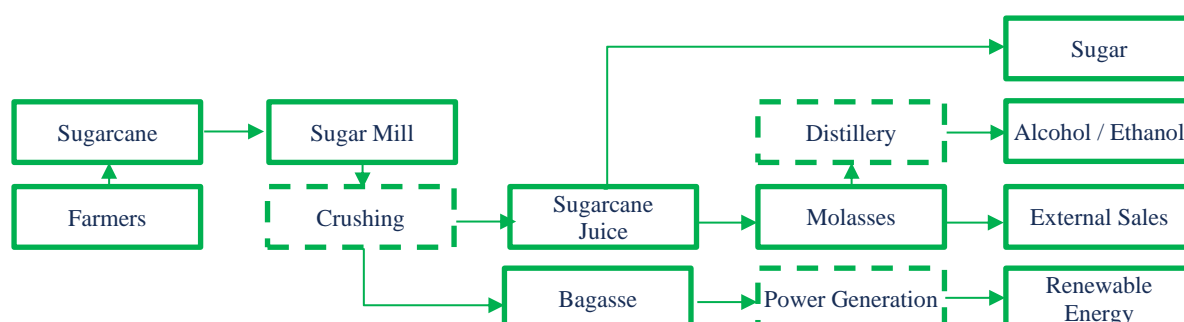 Sugar
Sugarcane
Sugar Mill
Distillery
Alcohol / Ethanol
Farmers
Crushing
Sugarcane
Juice
Molasses
External Sales
Bagasse
Power Generation
Renewable
Energy